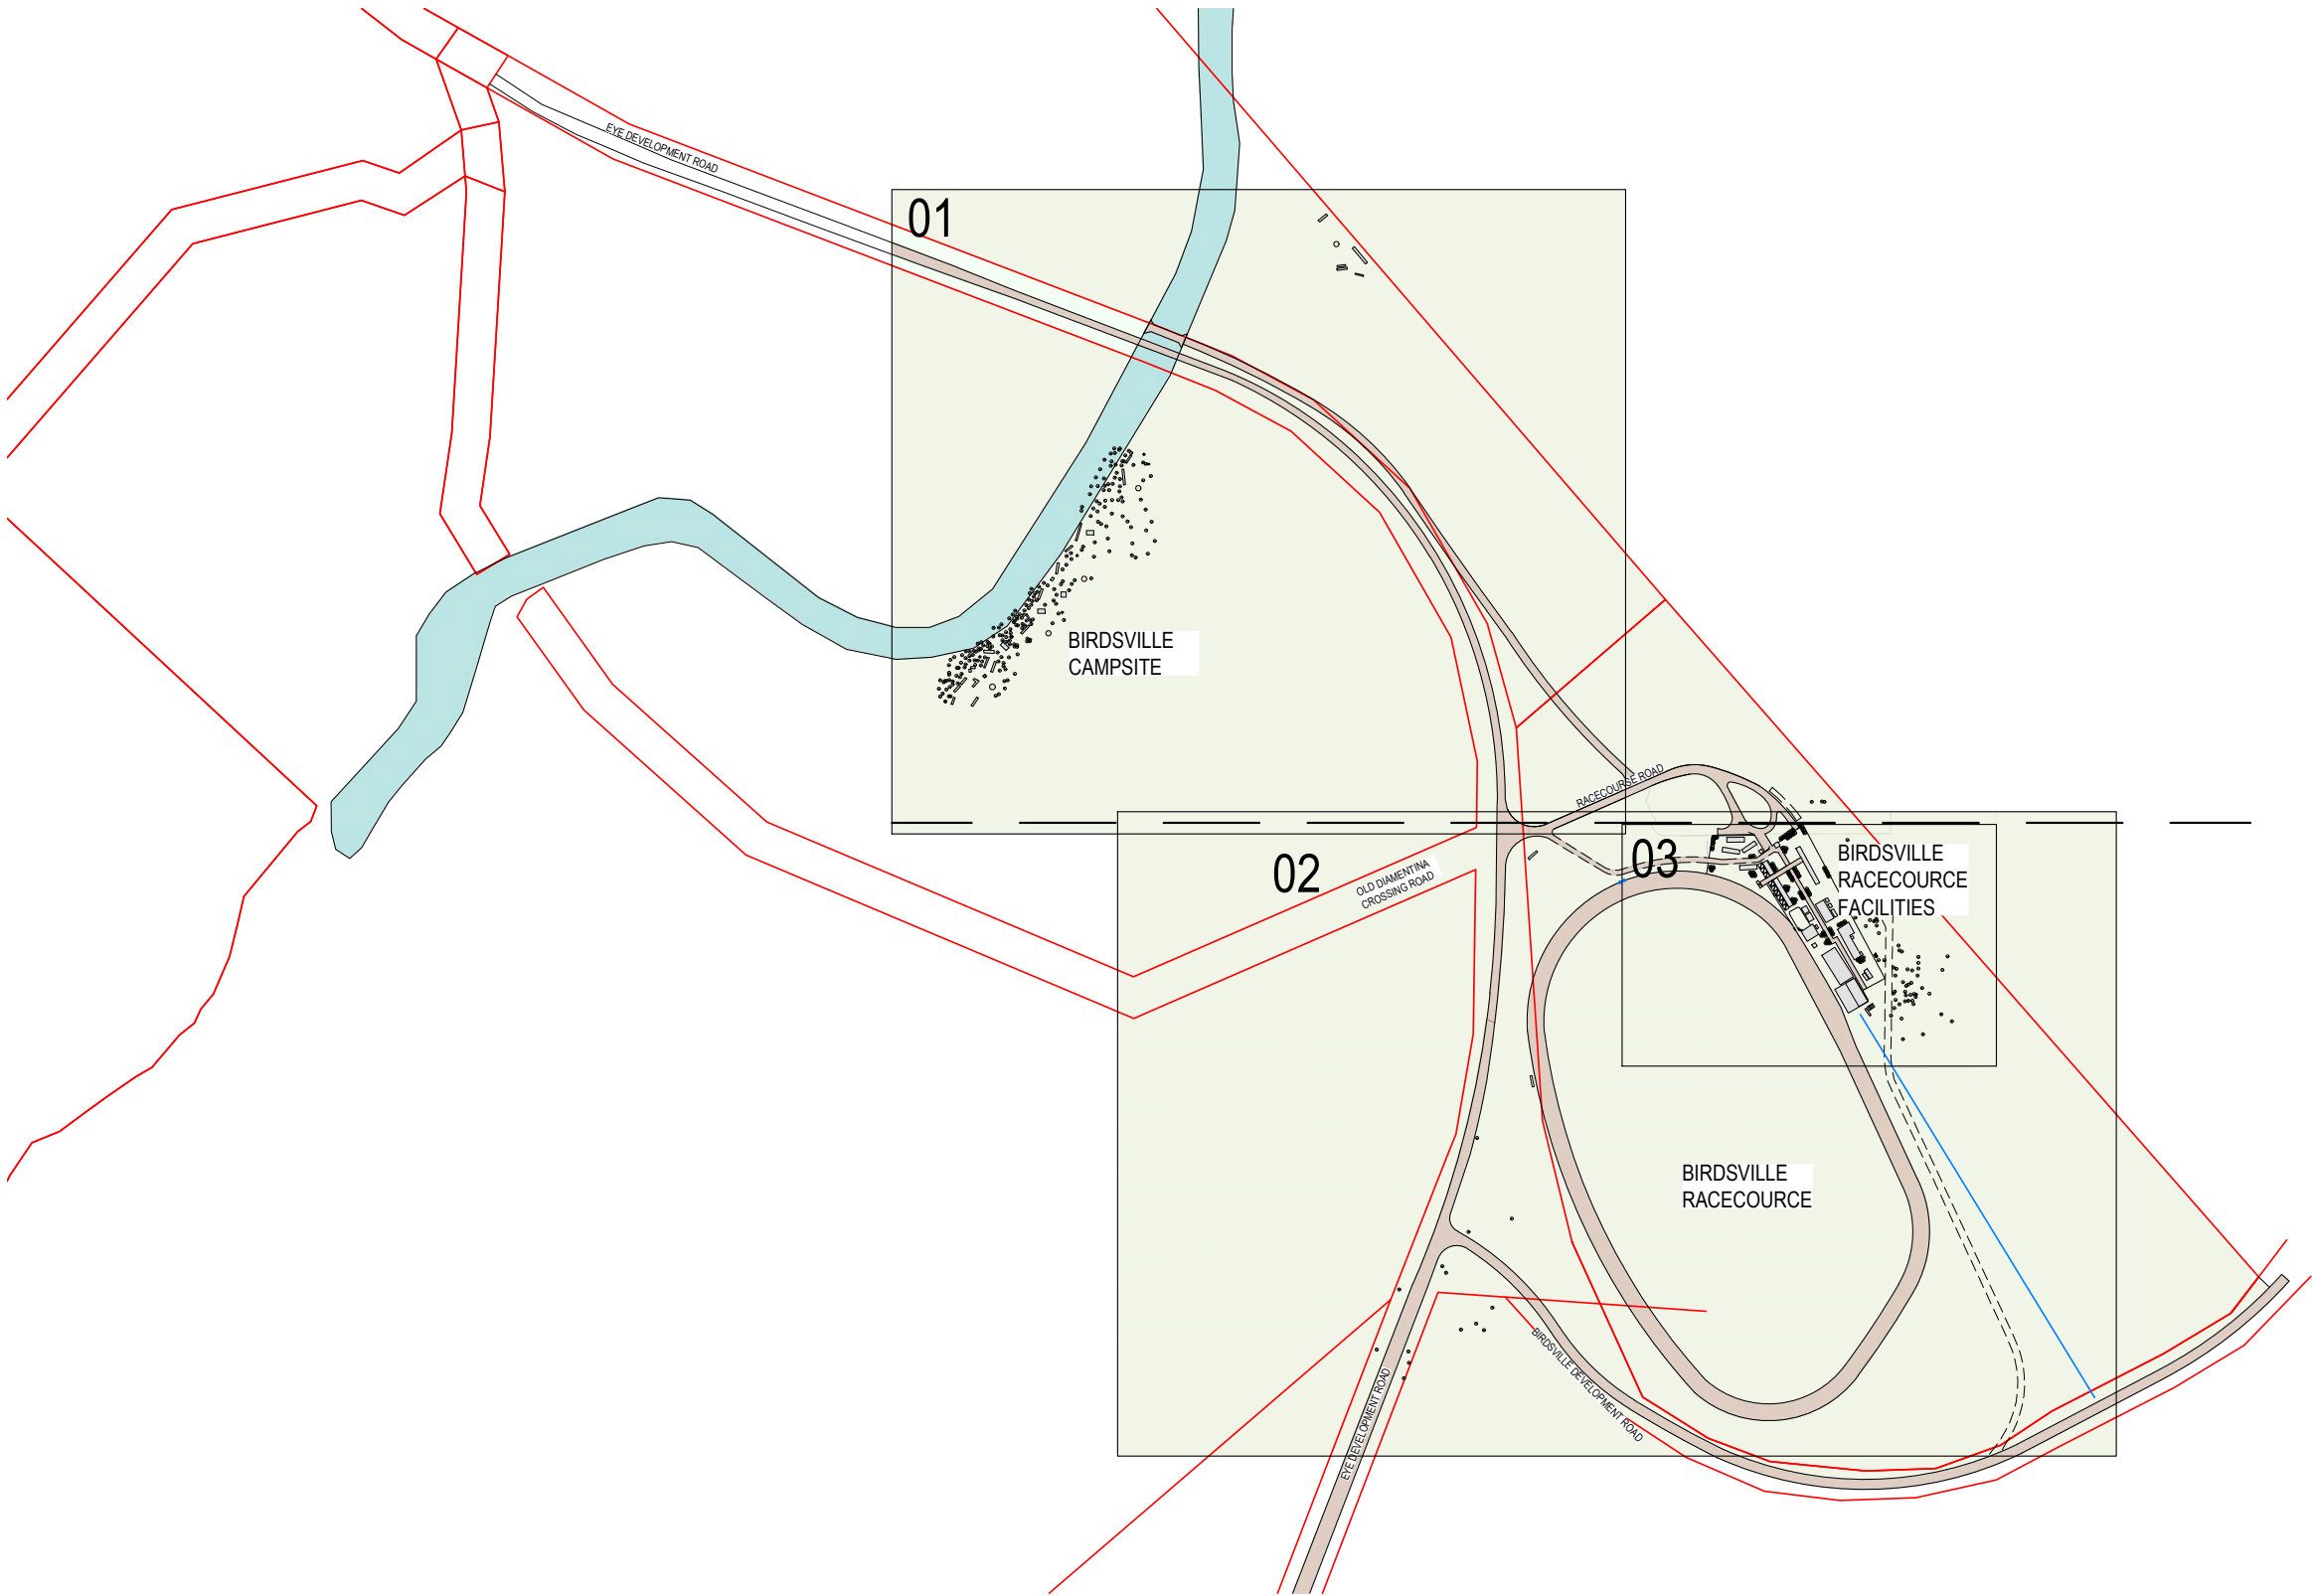 EYE DEVELOPMENT ROAD
01
BIRDSVILLE
CAMPSITE
RACECOURSE ROAD
02
OLD DIAMENTINA
CROSSING ROAD
03
BIRDSVILLE
RACECOURCE
FACILITIES
BIRDSVILLE
RACECOURCE
BIRDSVILLE DEVELOPMENT ROAD
EYE DEVELOPMENT ROAD